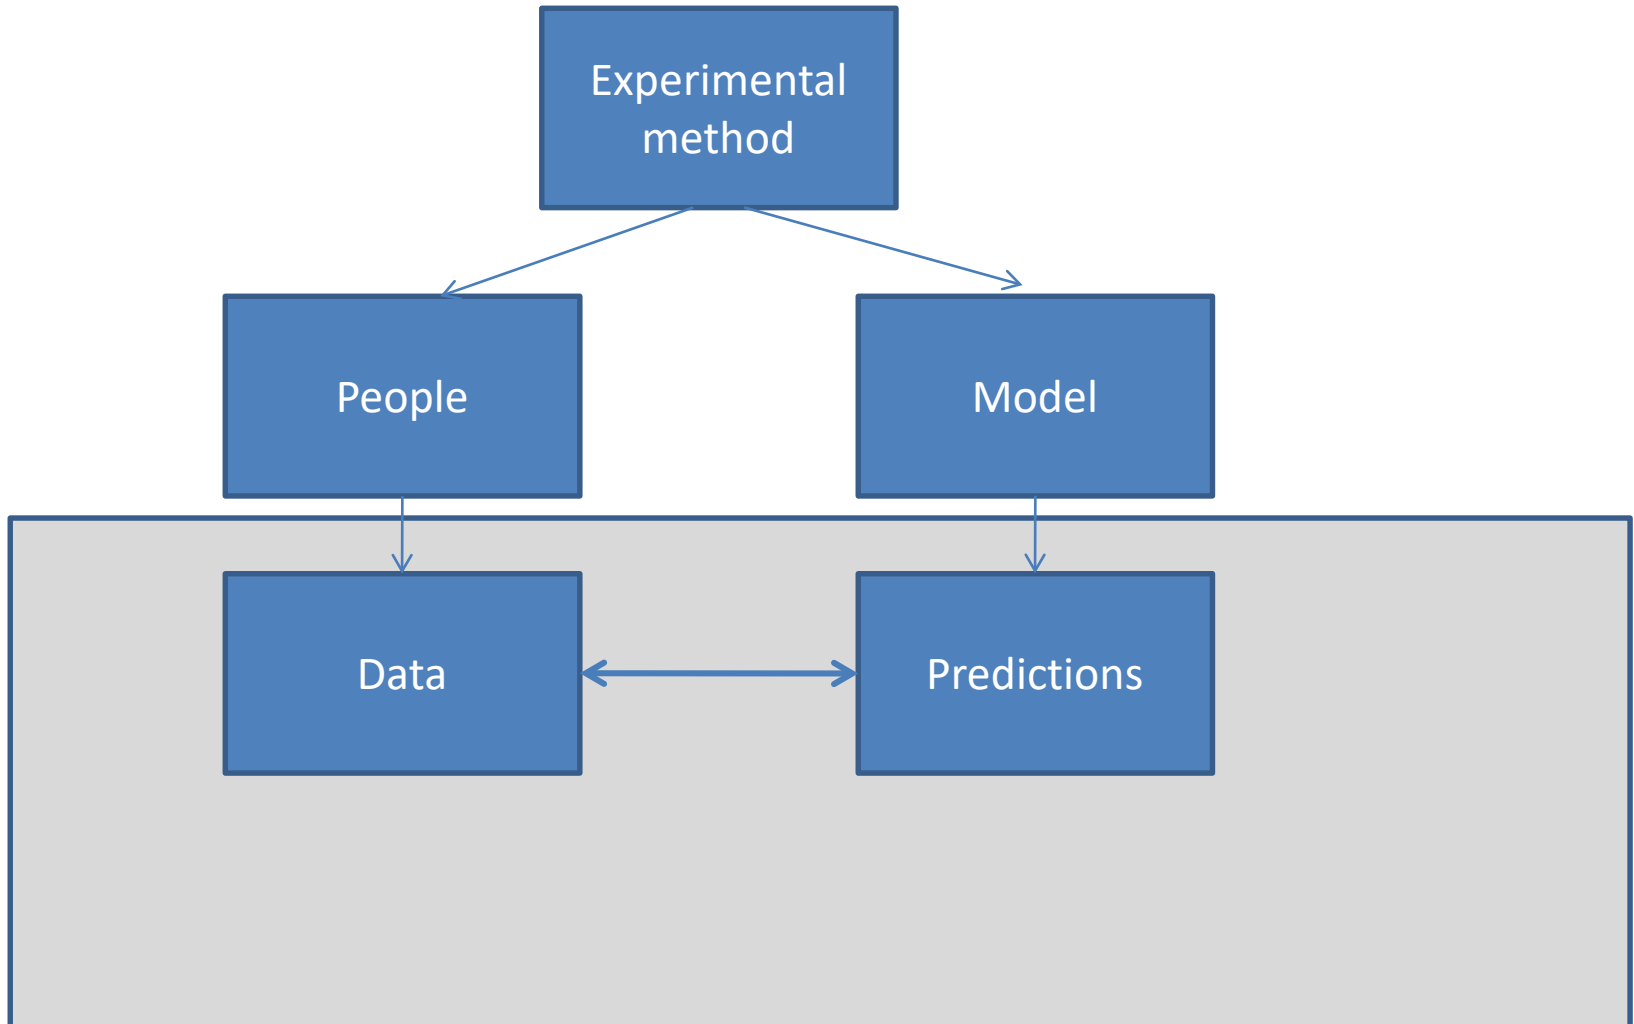 Experimental
method
People
Model
Data
Predictions